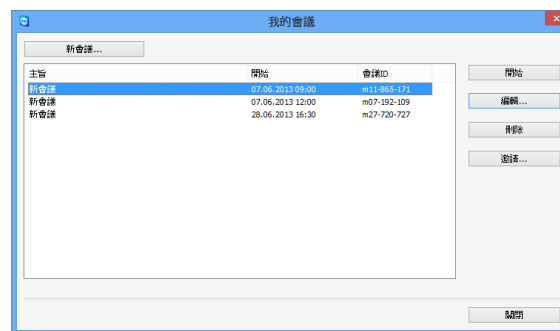 我的會議
新會議...
主旨 開始 會議ID
新會議 07.06.2013 09:00 m11-865-171
新會議 07.06.2013 12:00 m07-192-109
新會議 28.06.2013 16:30 m27-720-727
開始
編輯...
刪除
邀請...
關閉